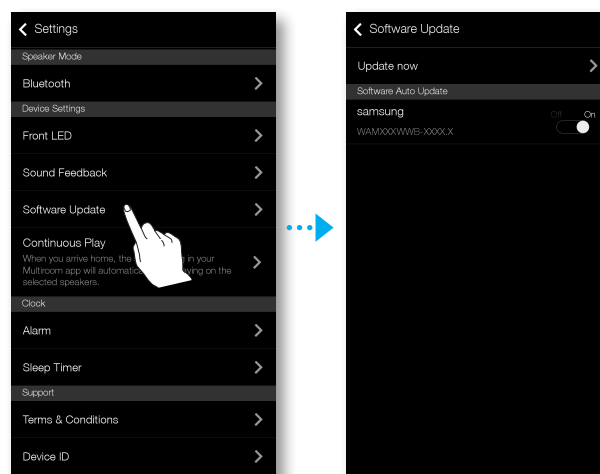 Settings
Speaker Mode
Bluetooth
Device Settings
Front LED
Sound Feedback
Software Update
Continuous Play
When you arrive home, the in your
Multiroom app will automatic ying on the
selected speakers.
Clock
Alarm
Sleep Timer
Support
Terms & Conditions
Device ID
Software Update
Update now
Software Auto Update
samsung
Off On
WAMXXXWWB-XXXX.X